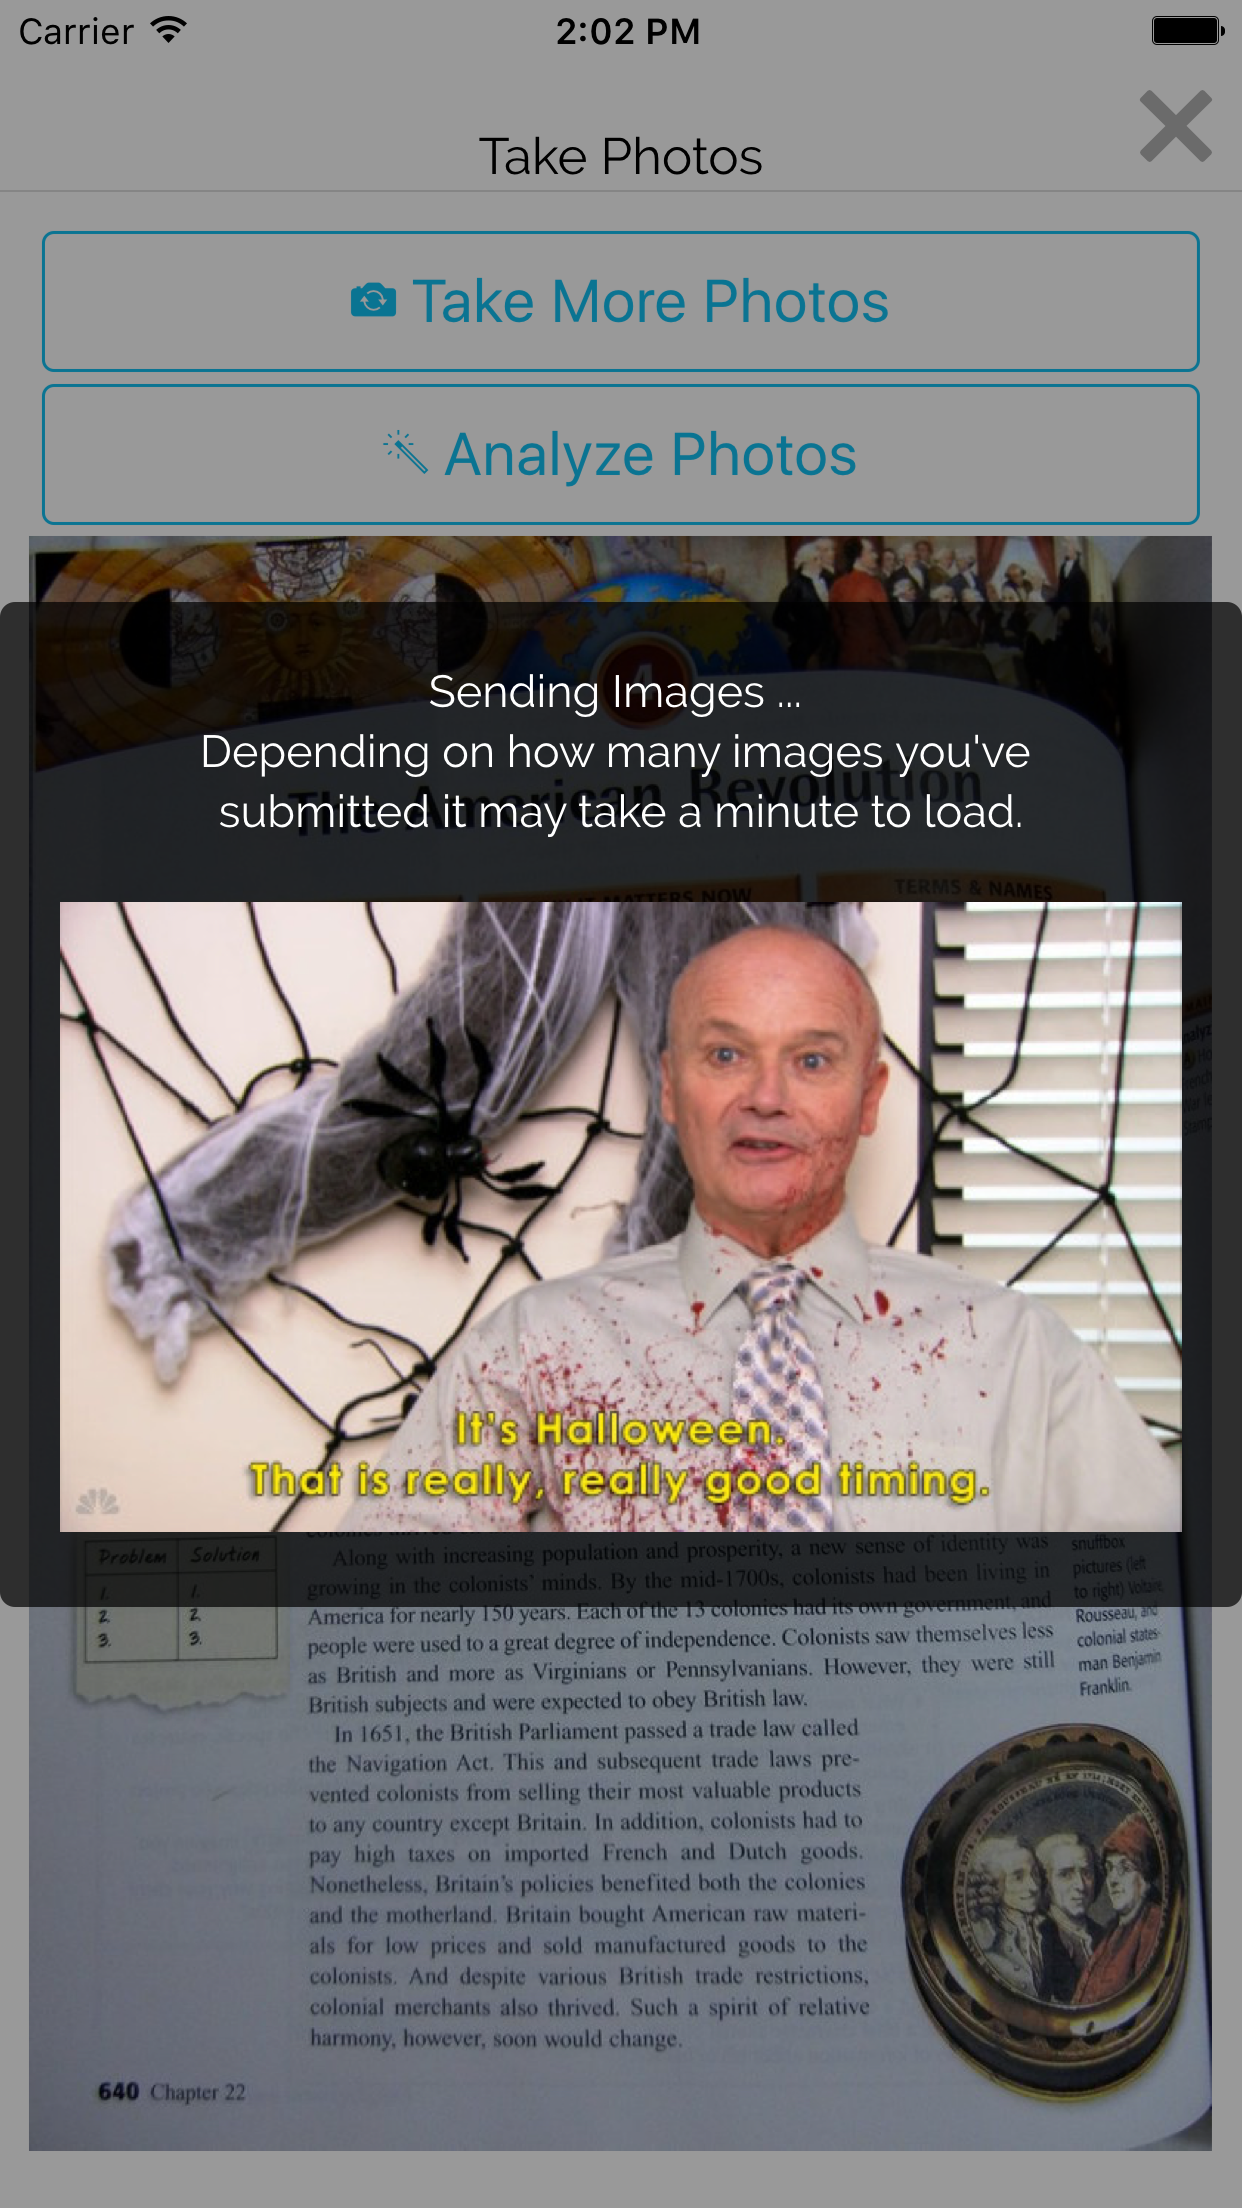 Carrier
2:02 PM
Take Photos
Take More Photos
Analyze Photos
4
Sending Images ...
Depending on how many images you've
submitted it may take a minute to load.
The American Revolution
MATTERS NOW
TERMS & NAMES
It's Halloween.
That is really, really good timing.
Problem Solution
1. 1.
2. 2.
3. 3.
Along with increasing population and prosperity, a new sense of identity was
growing in the colonists' minds. By the mid-1700s, colonists had been living in
America for nearly 150 years. Each of the 13 colonies had its own government, and
people were used to a great degree of independence. Colonists saw themselves less
as British and more as Virginians or Pennsylvanians. However, they were still
British subjects and were expected to obey British law.
In 1651, the British Parliament passed a trade law called
the Navigation Act. This and subsequent trade laws pre-
vented colonists from selling their most valuable products
to any country except Britain. In addition, colonists had to
pay high taxes on imported French and Dutch goods.
Nonetheless, Britain's policies benefited both the colonies
and the motherland. Britain bought American raw materi-
als for low prices and sold manufactured goods to the
colonists. And despite various British trade restrictions,
colonial merchants also thrived. Such a spirit of relative
harmony, however, soon would change.
snuffbox
pictures (left
to right) Voltaire,
Rousseau, and
colonial states-
man Benjamin
Franklin.
640 Chapter 22